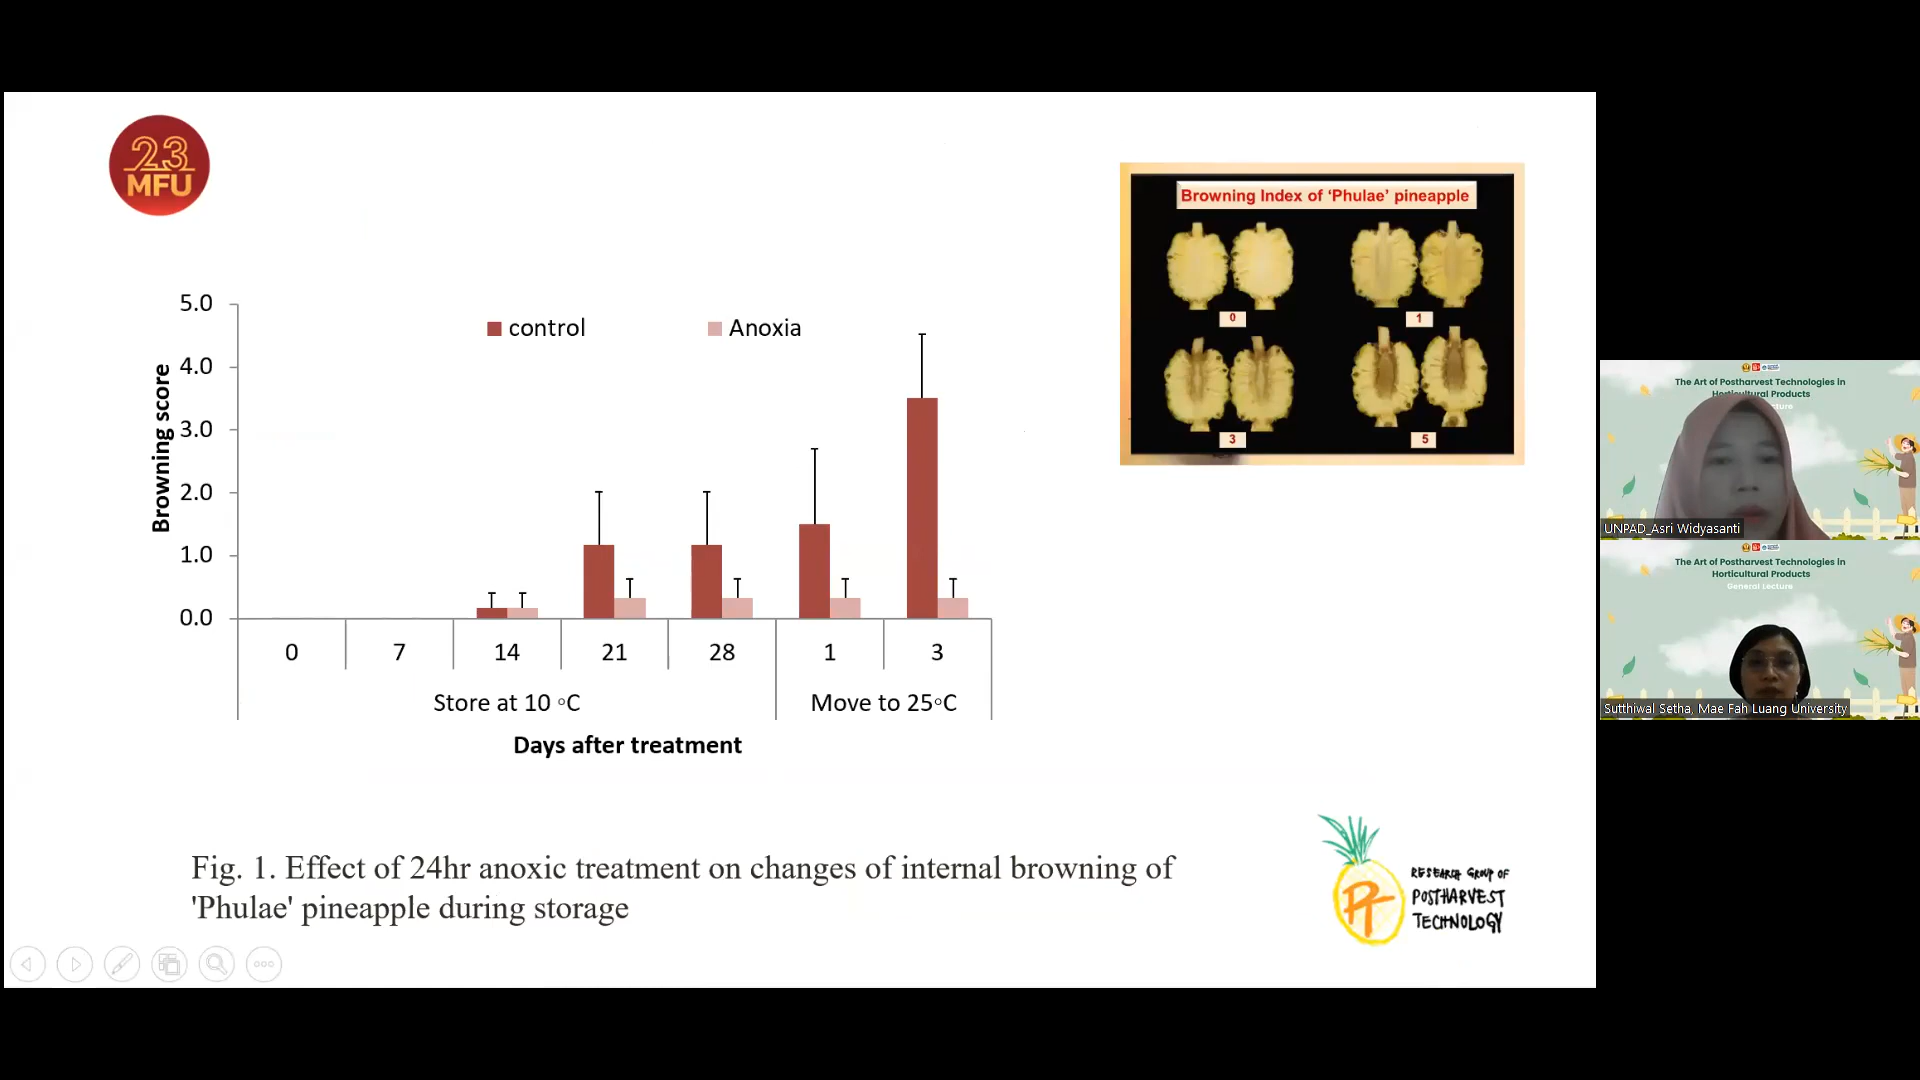 23
MFU
Browning Index of ‘Phulae’ pineapple
0
1
3
5
5.0
4.0
3.0
2.0
1.0
0.0
Browning score
control
Anoxia
0 7 14 21 28 1 3
Store at 10 °C
Move to 25°C
Days after treatment
Fig. 1. Effect of 24hr anoxic treatment on changes of internal browning of
'Phulae' pineapple during storage
PT
RESEARCH GROUP OF
POSTHARVEST
TECHNOLOGY
The Art of Postharvest Technologies in
Horticultural Products
UNPAD_Asri Widyasanti
The Art of Postharvest Technologies in
Horticultural Products
General Lecture
Sutthiwal Setha, Mae Fah Luang University